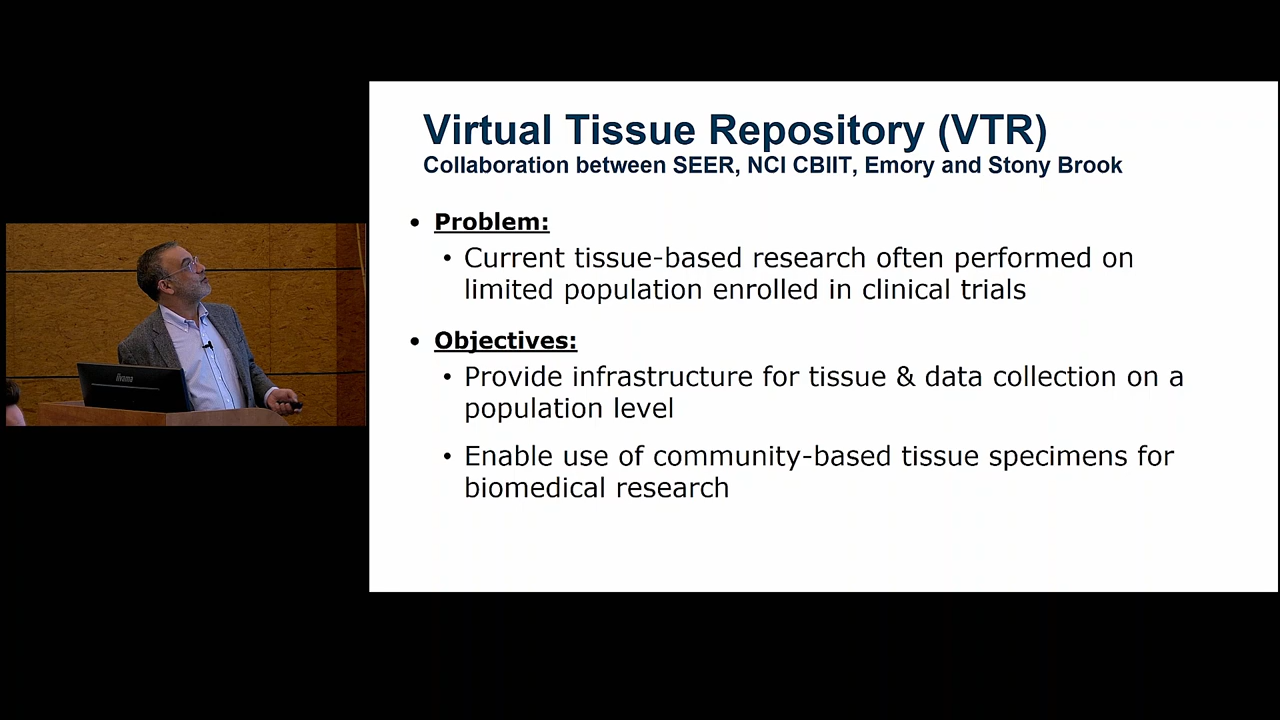 Virtual Tissue Repository (VTR)
Collaboration between SEER, NCI CBIIT, Emory and Stony Brook
• Problem:
• Current tissue-based research often performed on
limited population enrolled in clinical trials
• Objectives:
• Provide infrastructure for tissue & data collection on a
population level
• Enable use of community-based tissue specimens for
biomedical research
iiyama